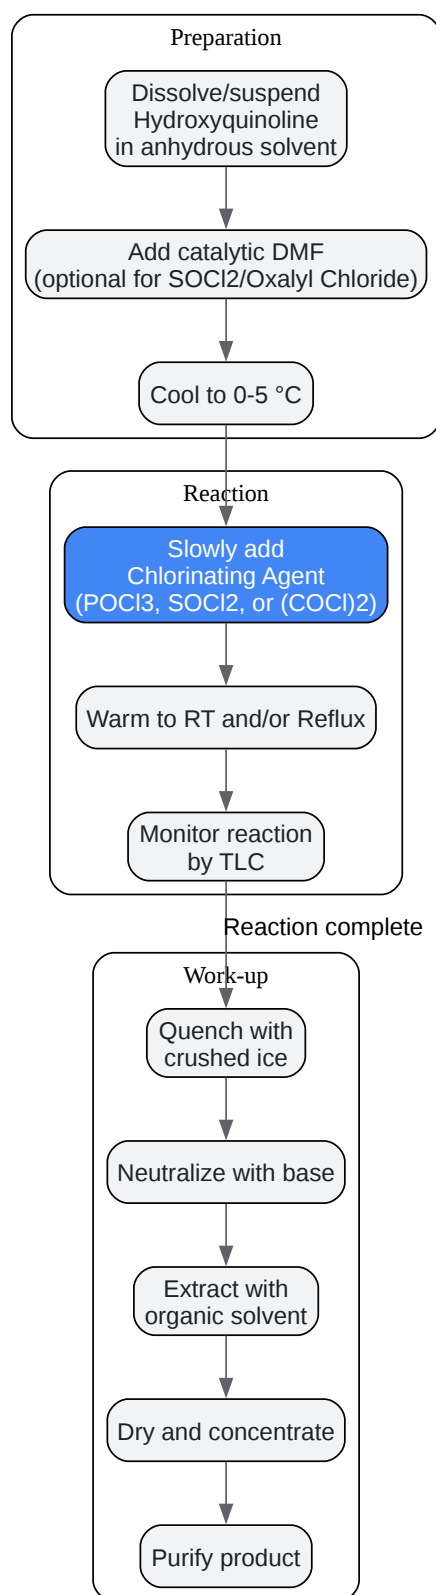 Preparation
Dissolve/suspend
Hydroxyquinoline
in anhydrous solvent
Add catalytic DMF
(optional for SOCl2/Oxalyl Chloride)
Cool to 0-5 °C
Reaction
Slowly add
Chlorinating Agent
(POCl3, SOCl2, or (COCl)2)
Warm to RT and/or Reflux
Monitor reaction
by TLC
Reaction complete
Work-up
Quench with
crushed ice
Neutralize with base
Extract with
organic solvent
Dry and concentrate
Purify product